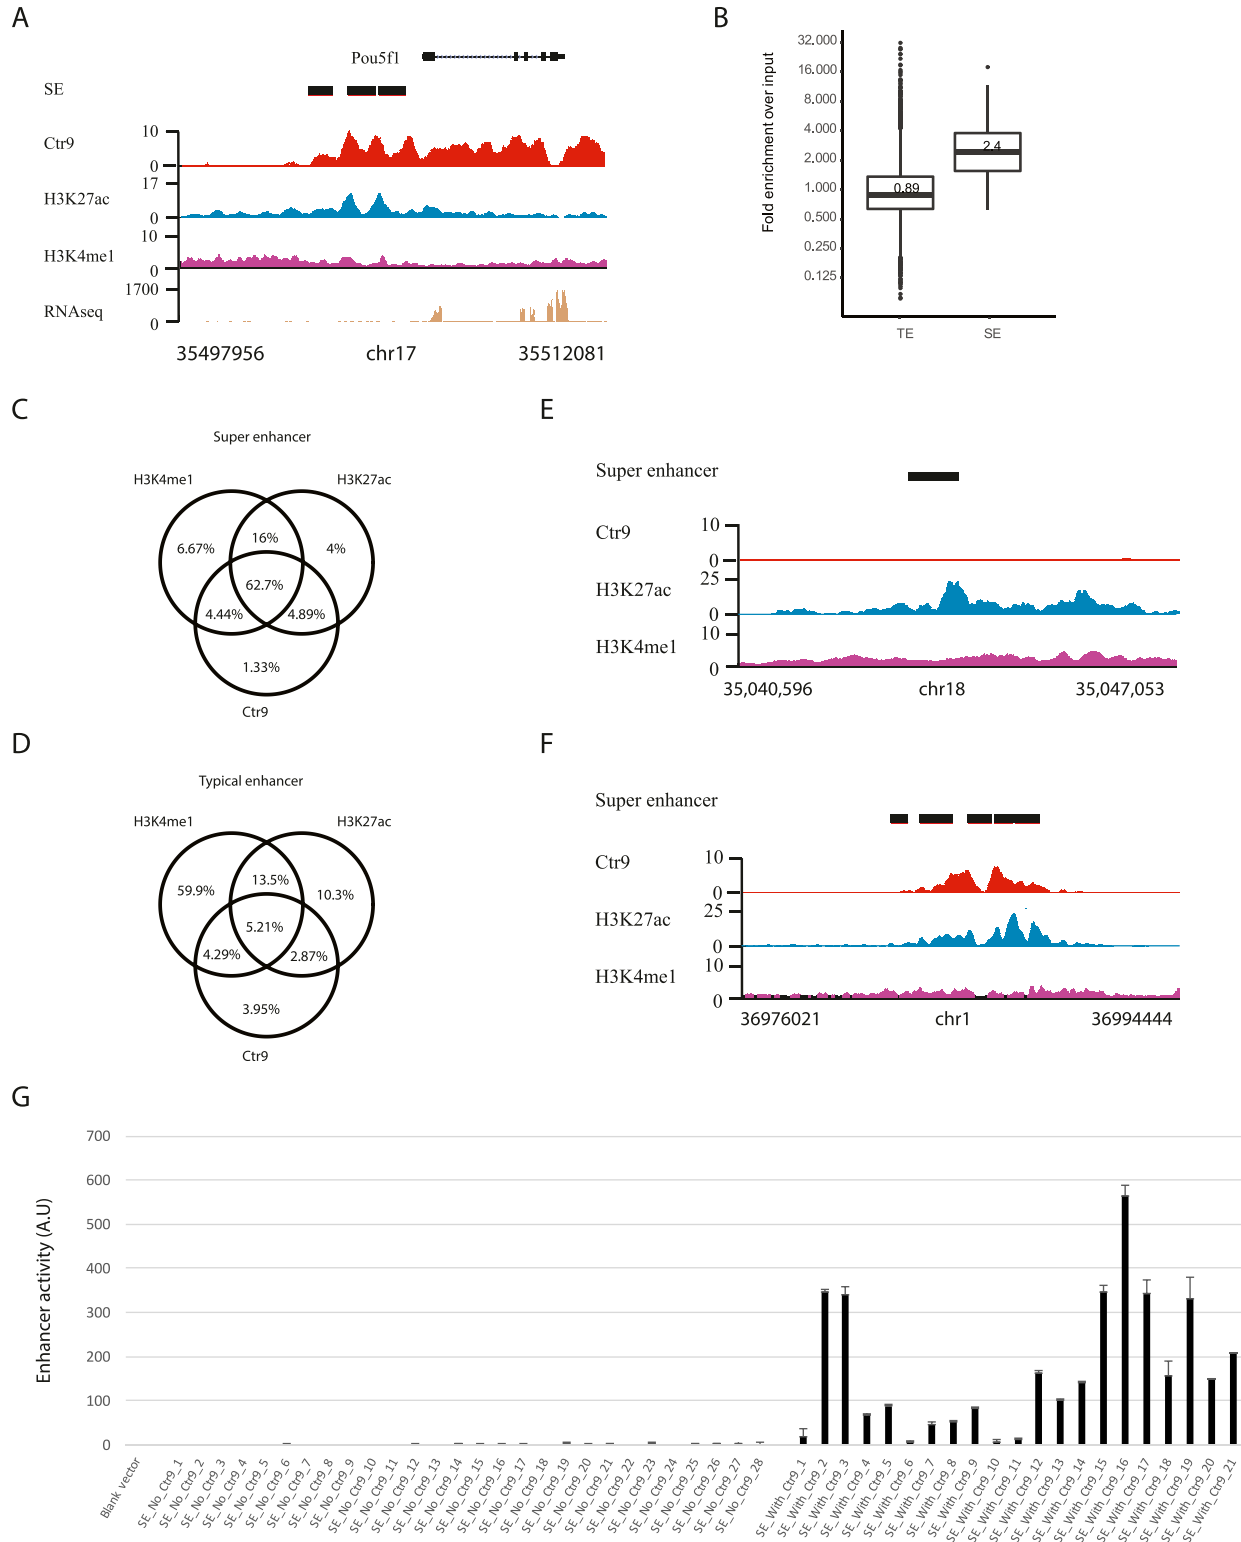 A
Pou5f1
SE
Ctr9
10
0
H3K27ac
17
0
H3K4me1
10
0
RNAseq
1700
0
35497956 chr17 35512081
B
Fold enrichment over input
32.000
16.000
8.000
4.000
2.000
1.000
0.500
0.250
0.125
0.89
2.4
TE SE
C
Super enhancer
H3K4me1 H3K27ac
6.67% 16% 4%
62.7%
4.44% 4.89%
1.33%
Ctr9
D
Typical enhancer
H3K4me1 H3K27ac
59.9% 13.5% 10.3%
5.21%
4.29% 2.87%
3.95%
Ctr9
E
Super enhancer
Ctr9
10
0
H3K27ac
25
0
H3K4me1
10
0
35,040,596 chr18 35,047,053
F
Super enhancer
Ctr9
10
0
H3K27ac
25
0
H3K4me1
10
0
36976021 chr1 36994444
G
Enhancer activity (A.U)
700
600
500
400
300
200
100
0
Blank vector
SE_No_Ctr9_1
SE_No_Ctr9_2
SE_No_Ctr9_3
SE_No_Ctr9_4
SE_No_Ctr9_5
SE_No_Ctr9_6
SE_No_Ctr9_7
SE_No_Ctr9_8
SE_No_Ctr9_9
SE_No_Ctr9_10
SE_No_Ctr9_11
SE_No_Ctr9_12
SE_No_Ctr9_13
SE_No_Ctr9_14
SE_No_Ctr9_15
SE_No_Ctr9_16
SE_No_Ctr9_17
SE_No_Ctr9_18
SE_No_Ctr9_19
SE_No_Ctr9_20
SE_No_Ctr9_21
SE_No_Ctr9_22
SE_No_Ctr9_23
SE_No_Ctr9_24
SE_No_Ctr9_25
SE_No_Ctr9_26
SE_No_Ctr9_27
SE_No_Ctr9_28
SE_With_Ctr9_1
SE_With_Ctr9_2
SE_With_Ctr9_3
SE_With_Ctr9_4
SE_With_Ctr9_5
SE_With_Ctr9_6
SE_With_Ctr9_7
SE_With_Ctr9_8
SE_With_Ctr9_9
SE_With_Ctr9_10
SE_With_Ctr9_11
SE_With_Ctr9_12
SE_With_Ctr9_13
SE_With_Ctr9_14
SE_With_Ctr9_15
SE_With_Ctr9_16
SE_With_Ctr9_17
SE_With_Ctr9_18
SE_With_Ctr9_19
SE_With_Ctr9_20
SE_With_Ctr9_21